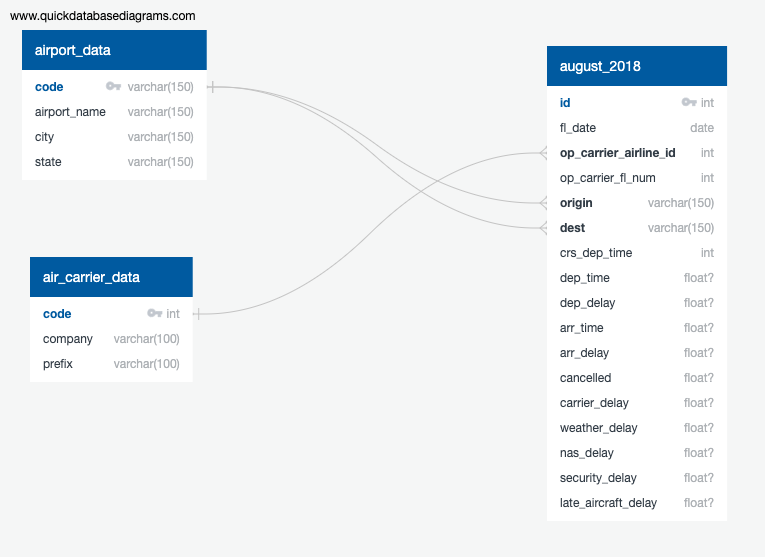 www.quickdatabasediagrams.com
airport_data
code varchar(150)
airport_name varchar(150)
city varchar(150)
state varchar(150)
air_carrier_data
code int
company varchar(100)
prefix varchar(100)
august_2018
id int
fl_date date
op_carrier_airline_id int
op_carrier_fl_num int
origin varchar(150)
dest varchar(150)
crs_dep_time int
dep_time float?
dep_delay float?
arr_time float?
arr_delay float?
cancelled float?
carrier_delay float?
weather_delay float?
nas_delay float?
security_delay float?
late_aircraft_delay float?